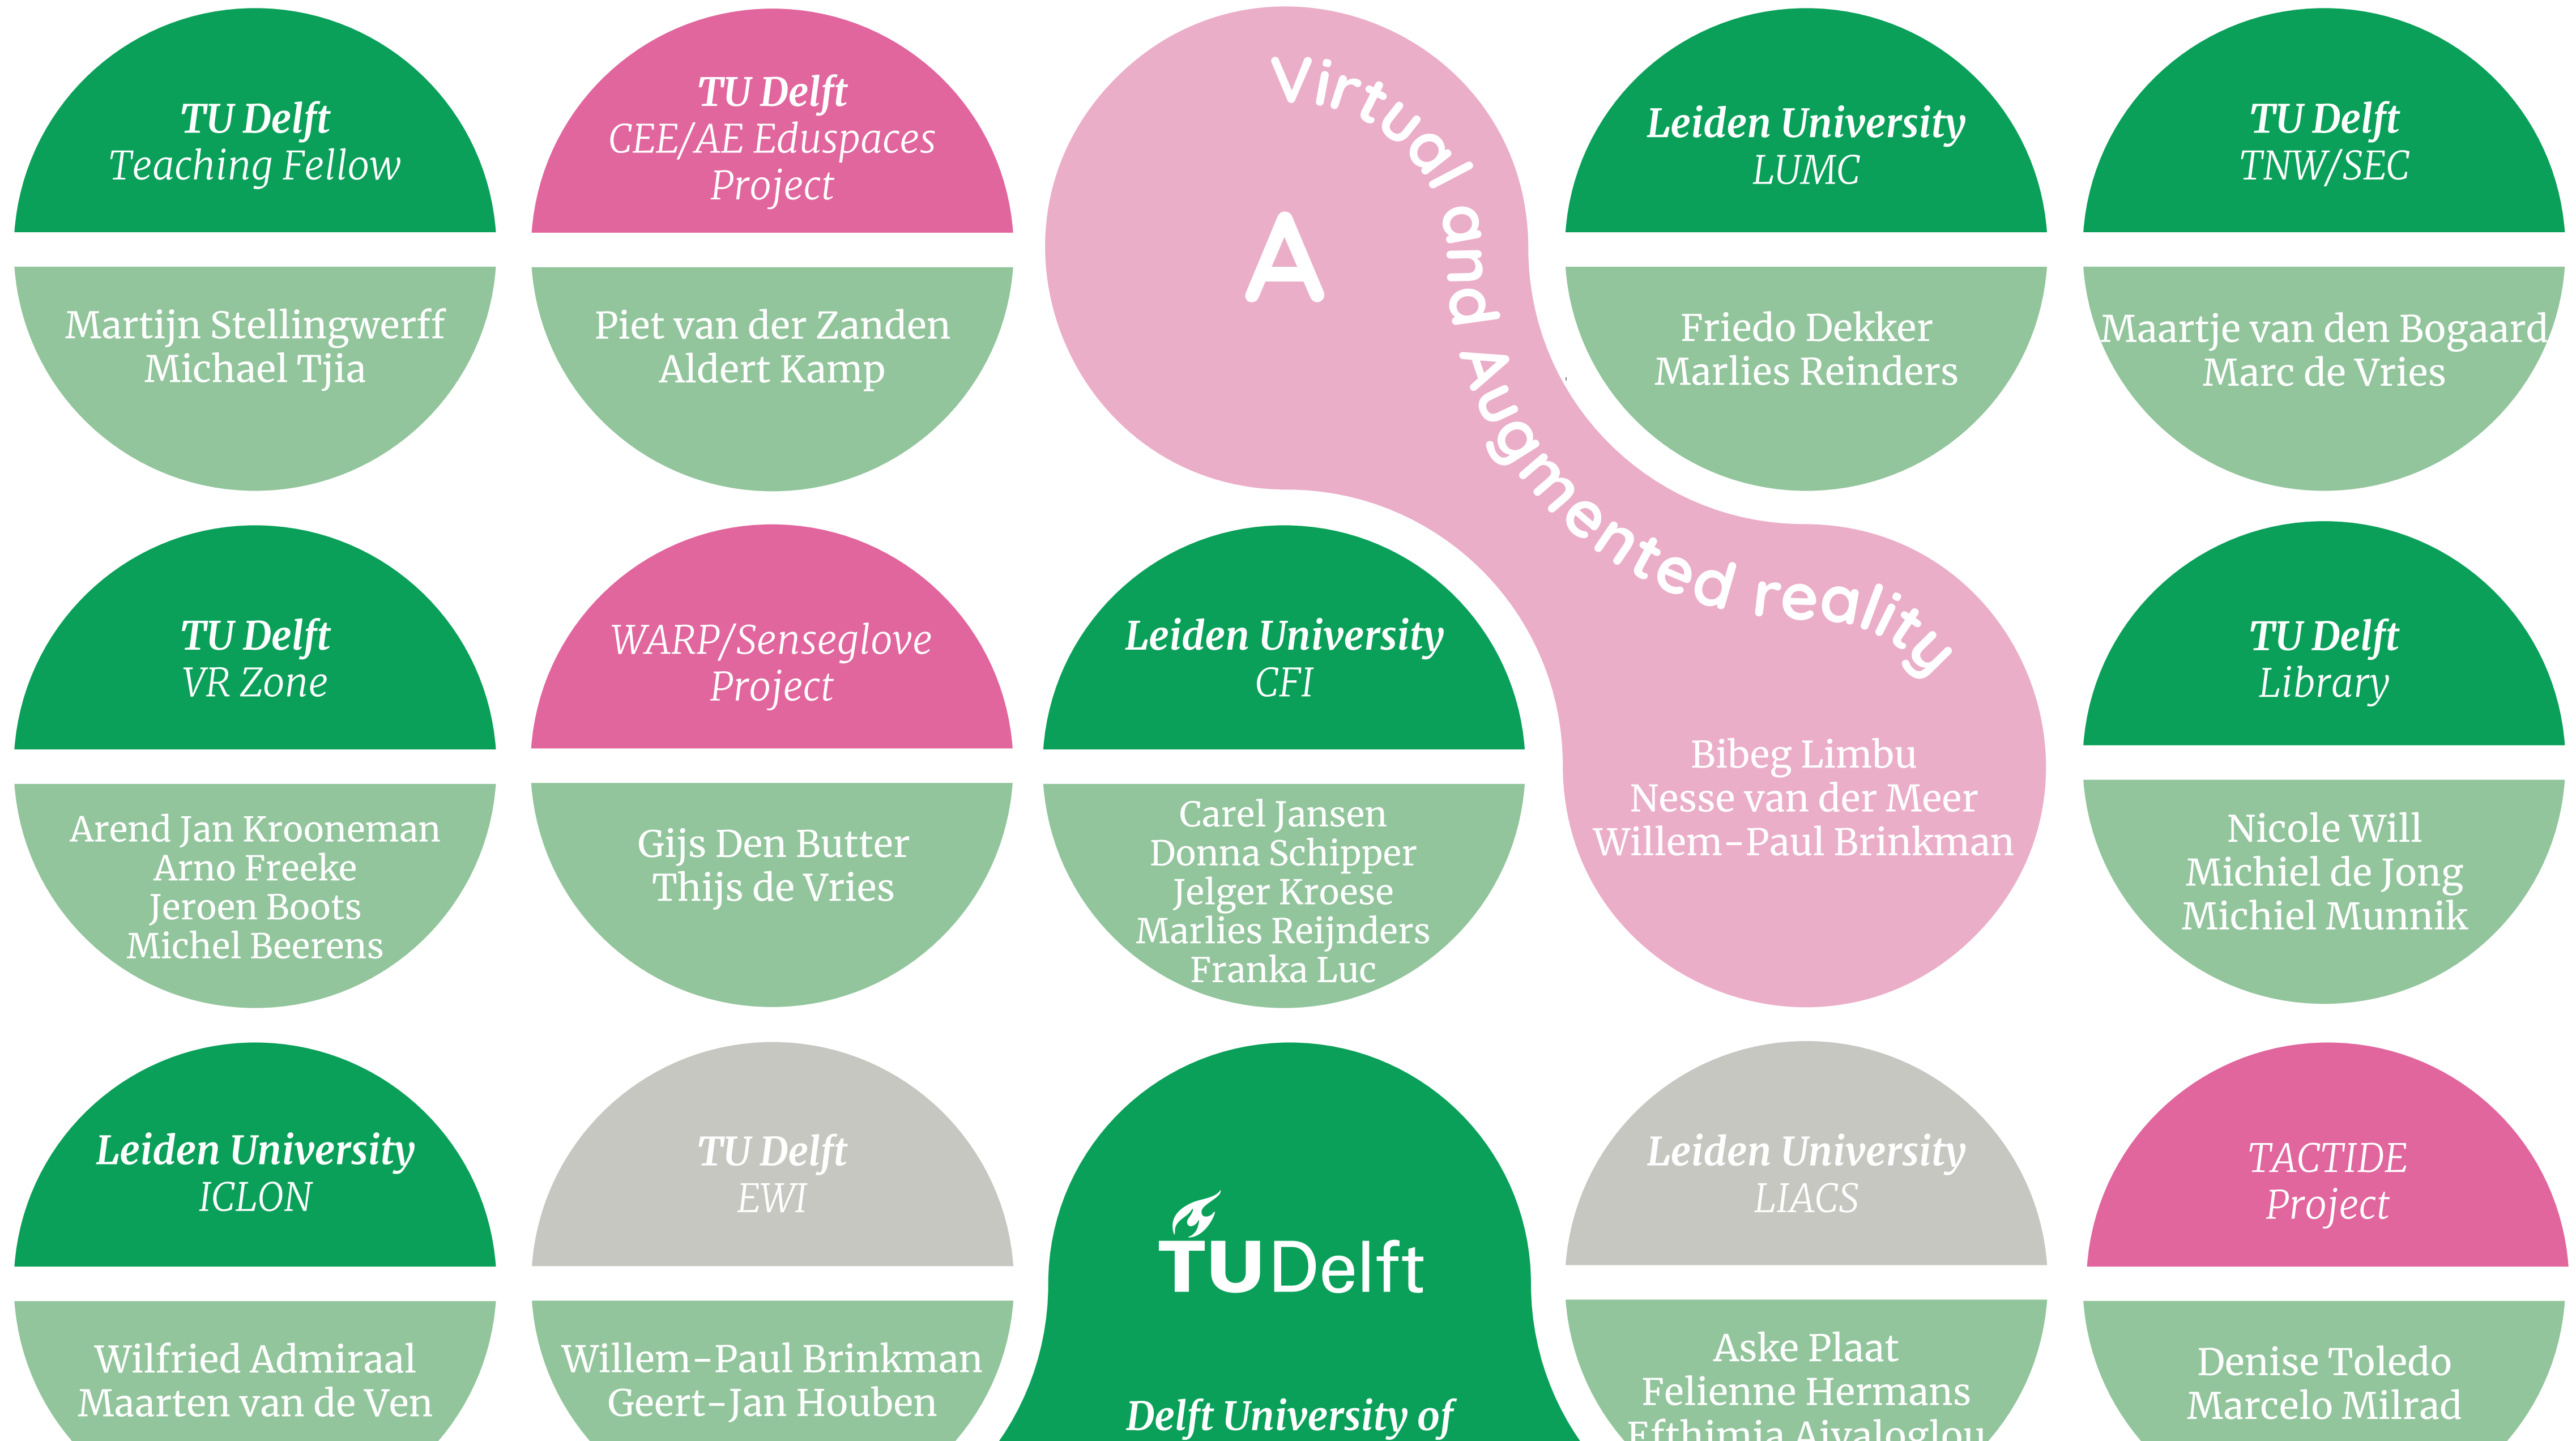 TU Delft
Teaching Fellow
Martijn Stellingwerff
Michael Tjia
TU Delft
CEE/AE Eduspaces
Project
Piet van der Zanden
Aldert Kamp
A
Virtual and Augmented reality
Bibeg Limbu
Nesse van der Meer
Willem-Paul Brinkman
Leiden University
LUMC
Friedo Dekker
Marlies Reinders
TU Delft
TNW/SEC
Maartje van den Bogaard
Marc de Vries
TU Delft
VR Zone
Arend Jan Krooneman
Arno Freeke
Jeroen Boots
Michel Beerens
WARP/Senseglove
Project
Gijs Den Butter
Thijs de Vries
Leiden University
CFI
Carel Jansen
Donna Schipper
Jelger Kroese
Marlies Reijnders
Franka Luc
TU Delft
Library
Nicole Will
Michiel de Jong
Michiel Munnik
Leiden University
ICLON
Wilfried Admiraal
Maarten van de Ven
TU Delft
EWI
Willem-Paul Brinkman
Geert-Jan Houben
TUDelft
Delft University of
Leiden University
LIACS
Aske Plaat
Felienne Hermans
Efthimia Aivaloglou
TACTIDE
Project
Denise Toledo
Marcelo Milrad